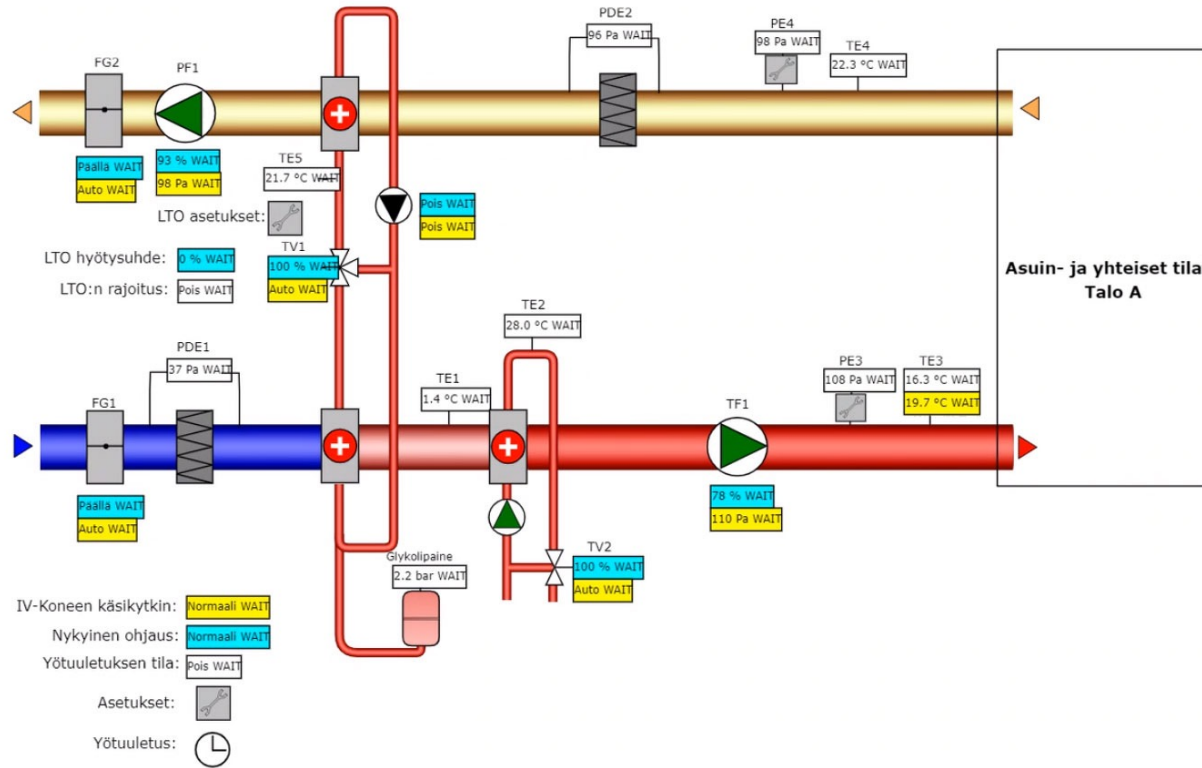 PDE2
96 Pa WAIT
PE4
98 Pa WAIT
TE4
22.3 °C WAIT
FG2
PF1
Päällä WAIT
Auto WAIT
93 % WAIT
98 Pa WAIT
TE5
21.7 °C WAIT
LTO asetukset:
Pois WAIT
Pois WAIT
LTO hyötysuhde:
0 % WAIT
TV1
100 % WAIT
Auto WAIT
LTO:n rajoitus:
Pois WAIT
Asuin- ja yhteiset tila
Talo A
TE2
28.0 °C WAIT
PDE1
37 Pa WAIT
TE1
1.4 °C WAIT
PE3
108 Pa WAIT
TE3
16.3 °C WAIT
19.7 °C WAIT
FG1
TF1
Päällä WAIT
Auto WAIT
78 % WAIT
110 Pa WAIT
Glykolipaine
2.2 bar WAIT
TV2
100 % WAIT
Auto WAIT
IV-Koneen käsikytkin:
Normaali WAIT
Nykyinen ohjaus:
Normaali WAIT
Yötuuletuksen tila:
Pois WAIT
Asetukset:
Yötuuletus: